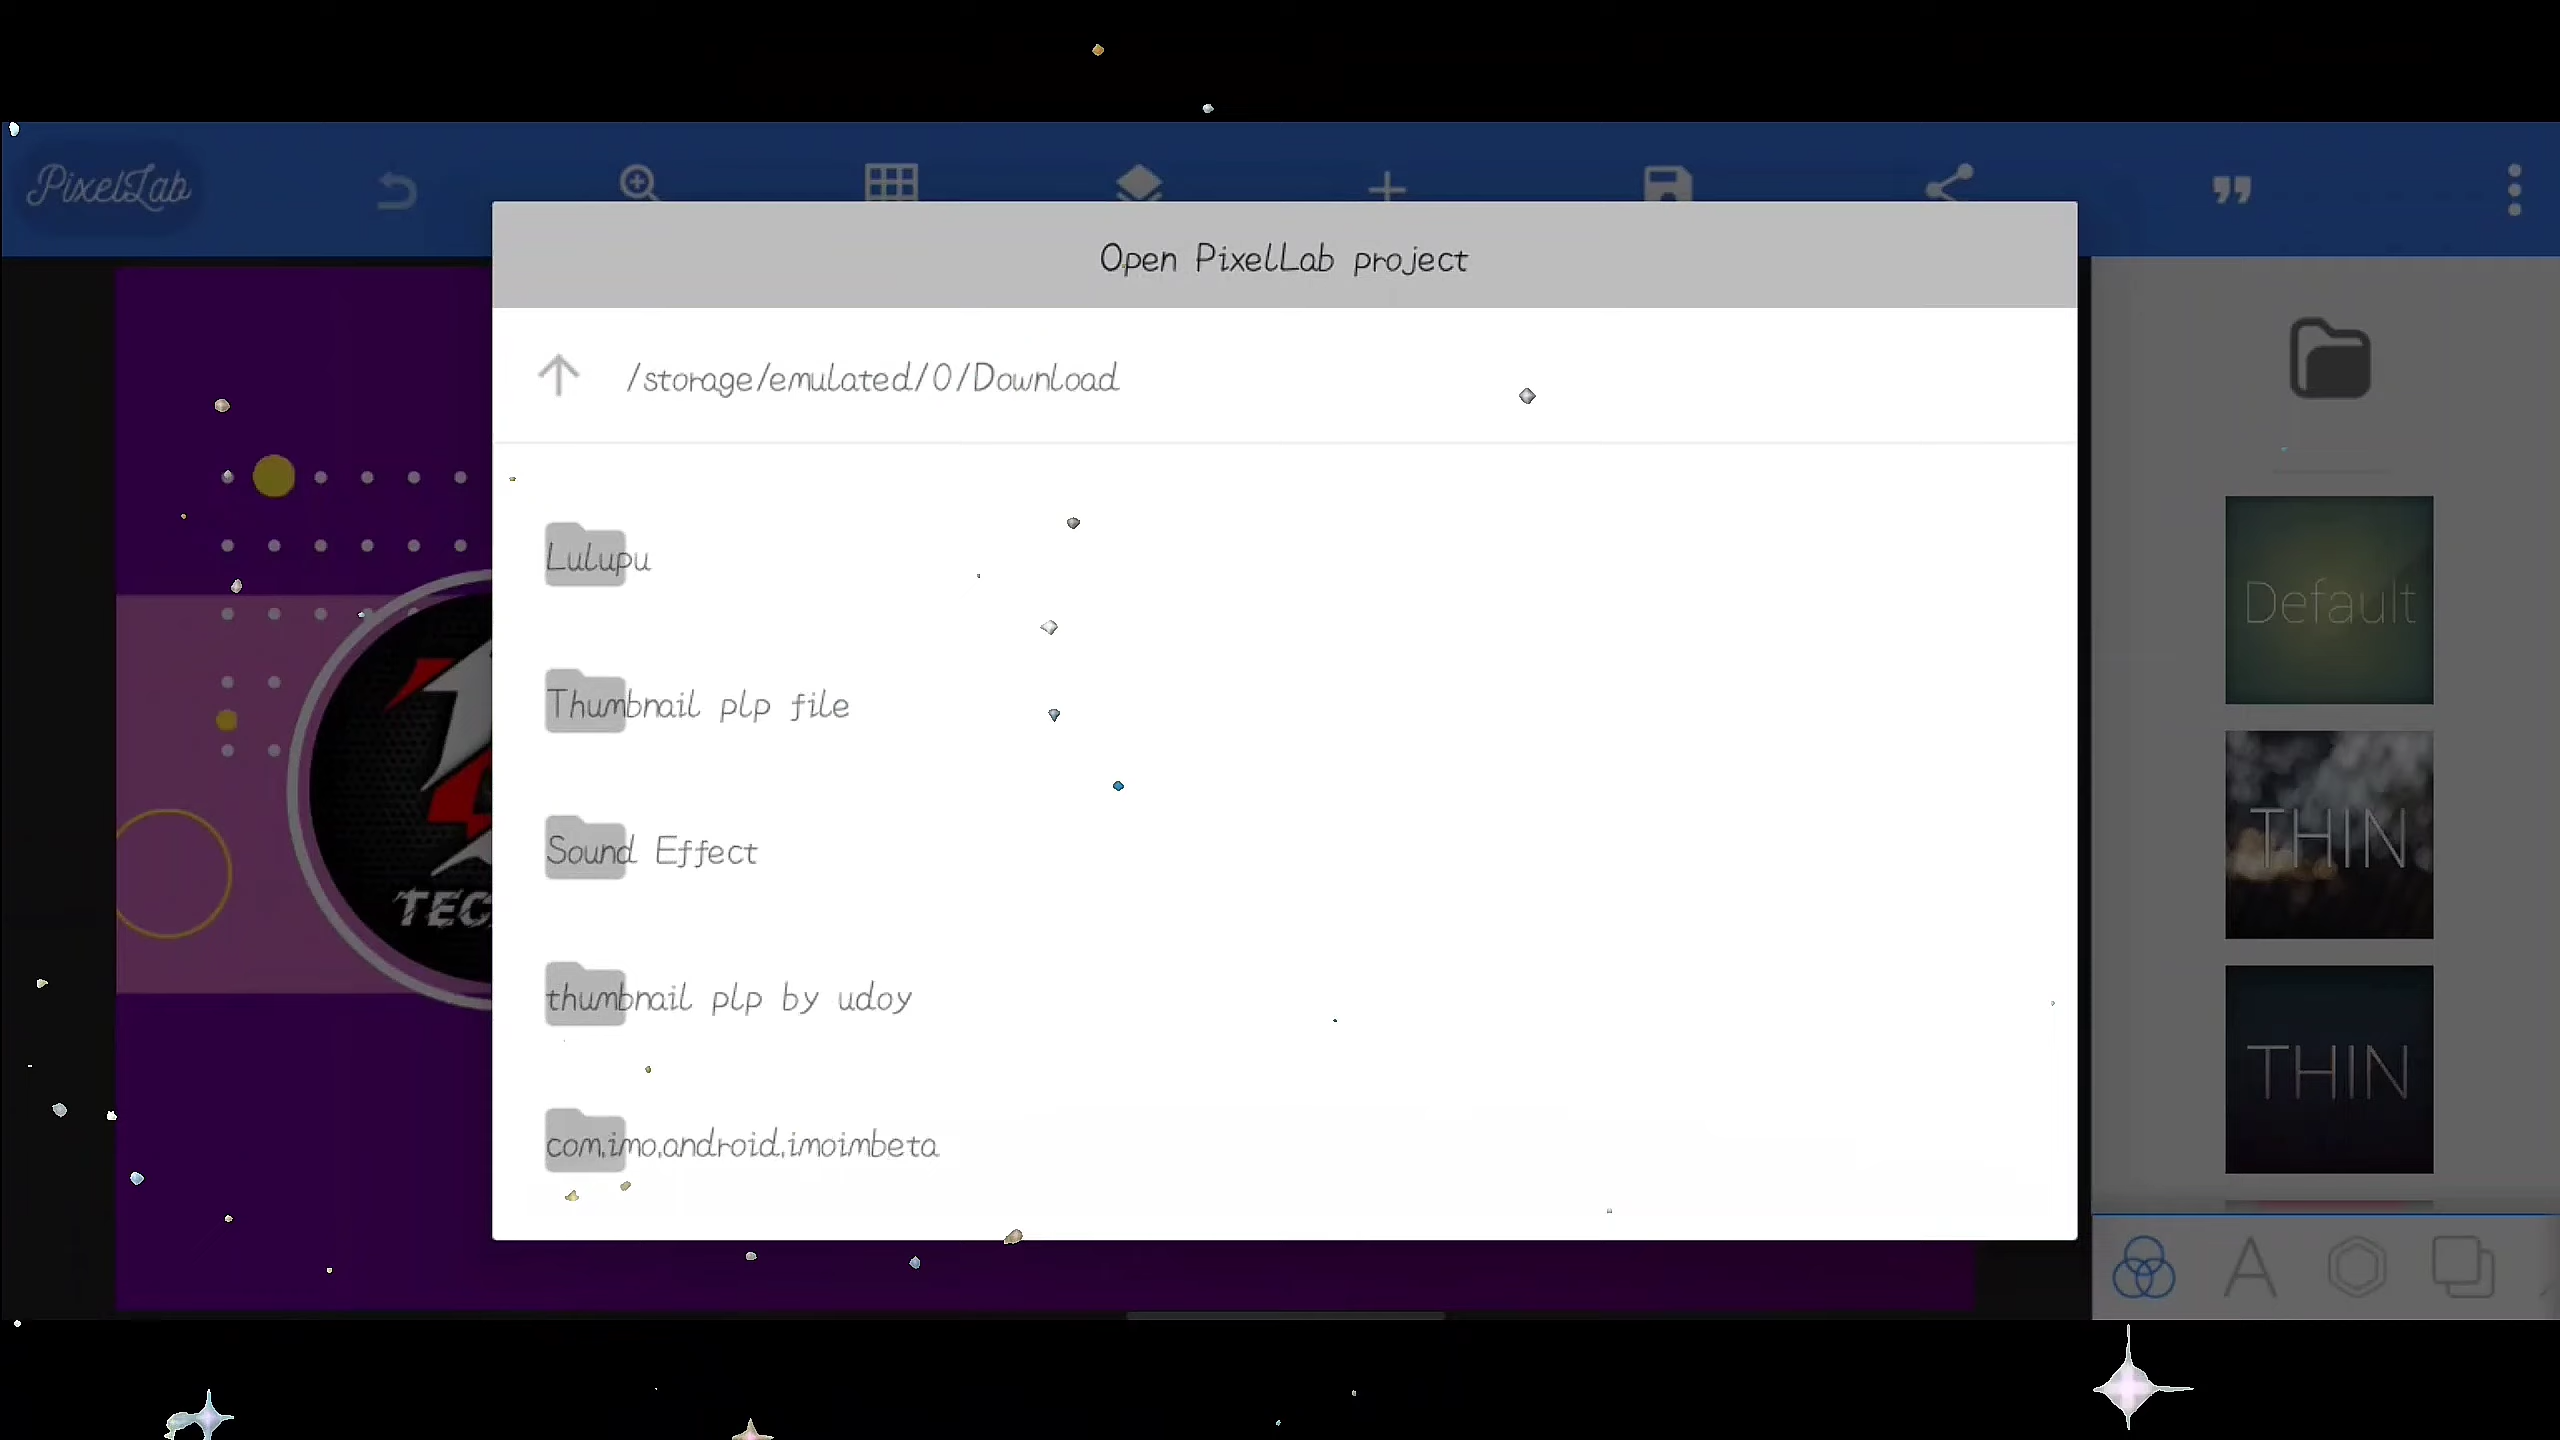 PixelLab
Open PixelLab project
/storage/emulated/0/Download
Lulupu
Thumbnail plp file
Sound Effect
thumbnail plp by udoy
com.imo.android.imoimbeta
TEC
Default
THIN
THIN